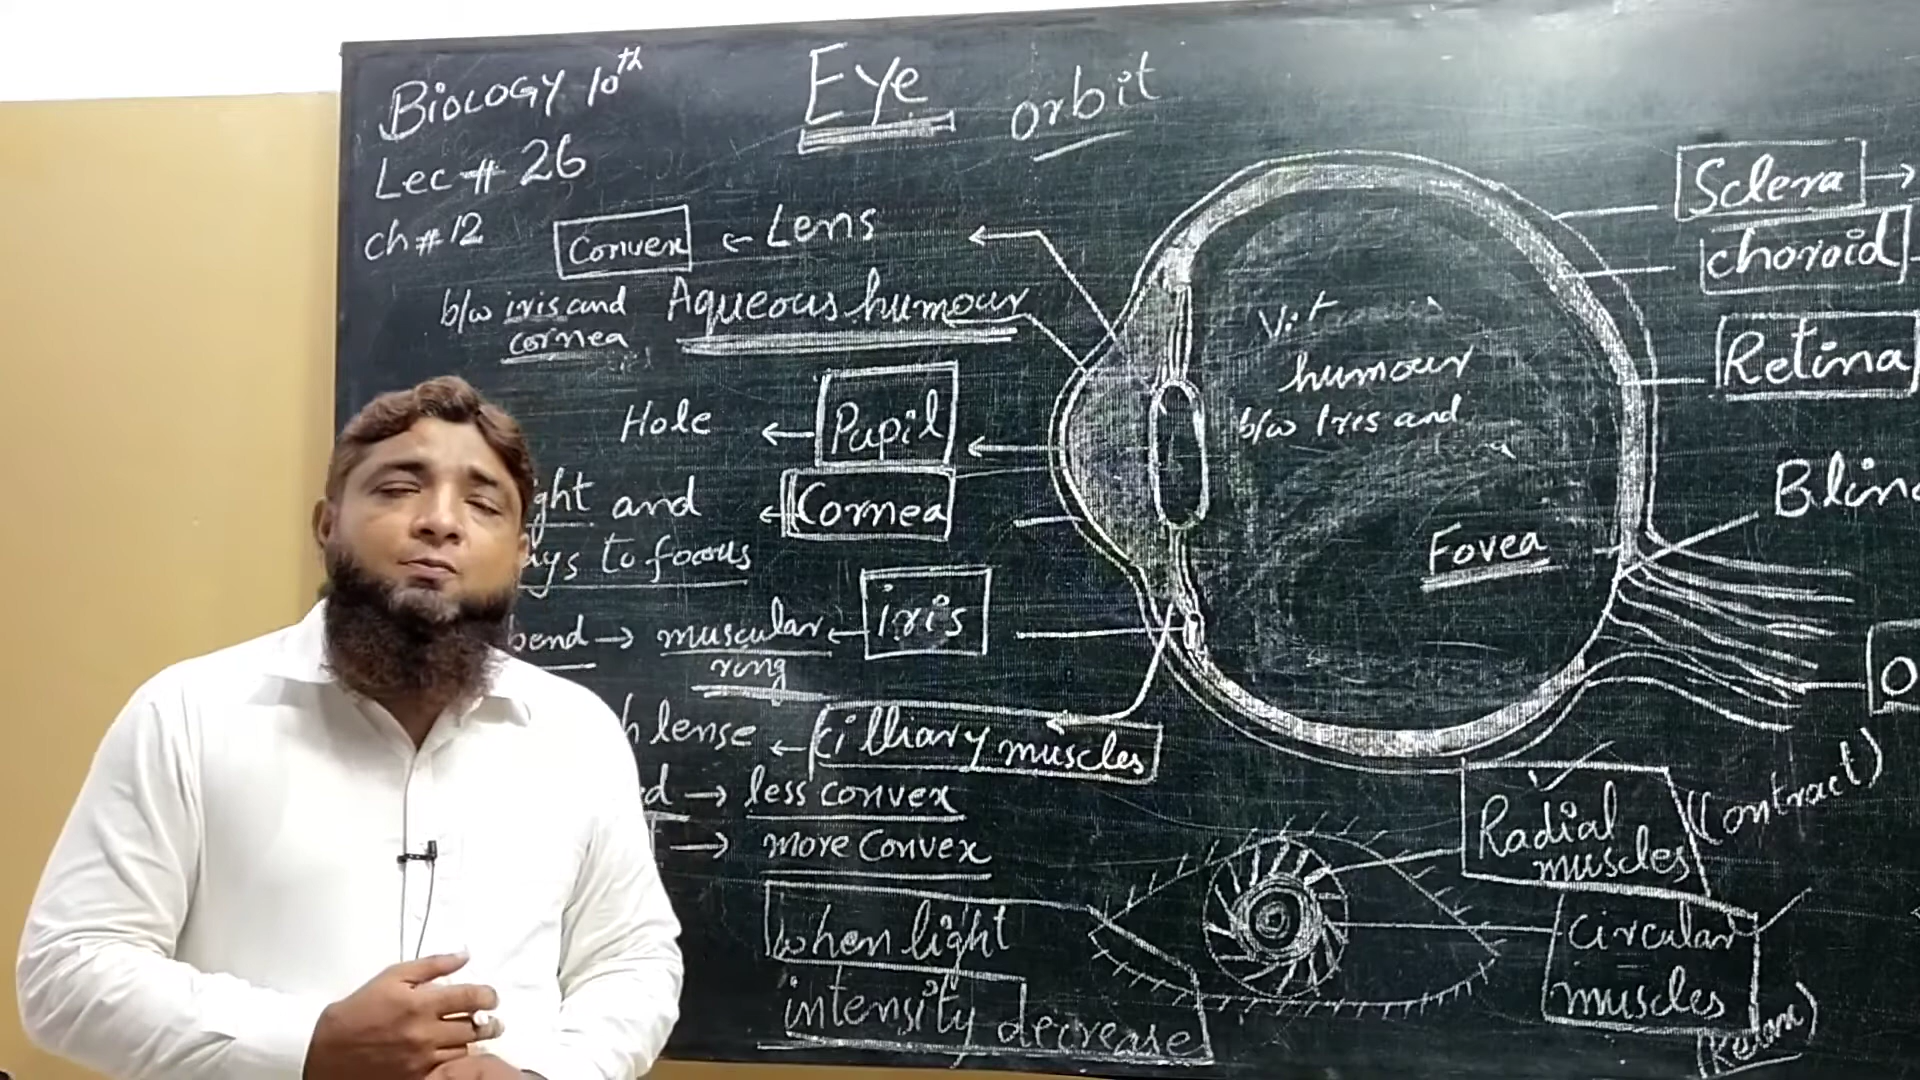 Biology 10th
Eye
orbit
Lec # 26
Ch # 12
Convex ← Lens
b/w iris and
cornea
Aqueous humour
Hole ← Pupil
ght and ← Cornea
ays to focus
bend → muscular ← iris
ring
h lense ← Cilliary muscles
d → less convex
→ more convex
When light
intensity decrease
humour
b/w Iris and
Fovea
Sclera →
choroid
Retina
Blin
O
Radial
muscles
(Contract)
Circular
muscles
(Relax)